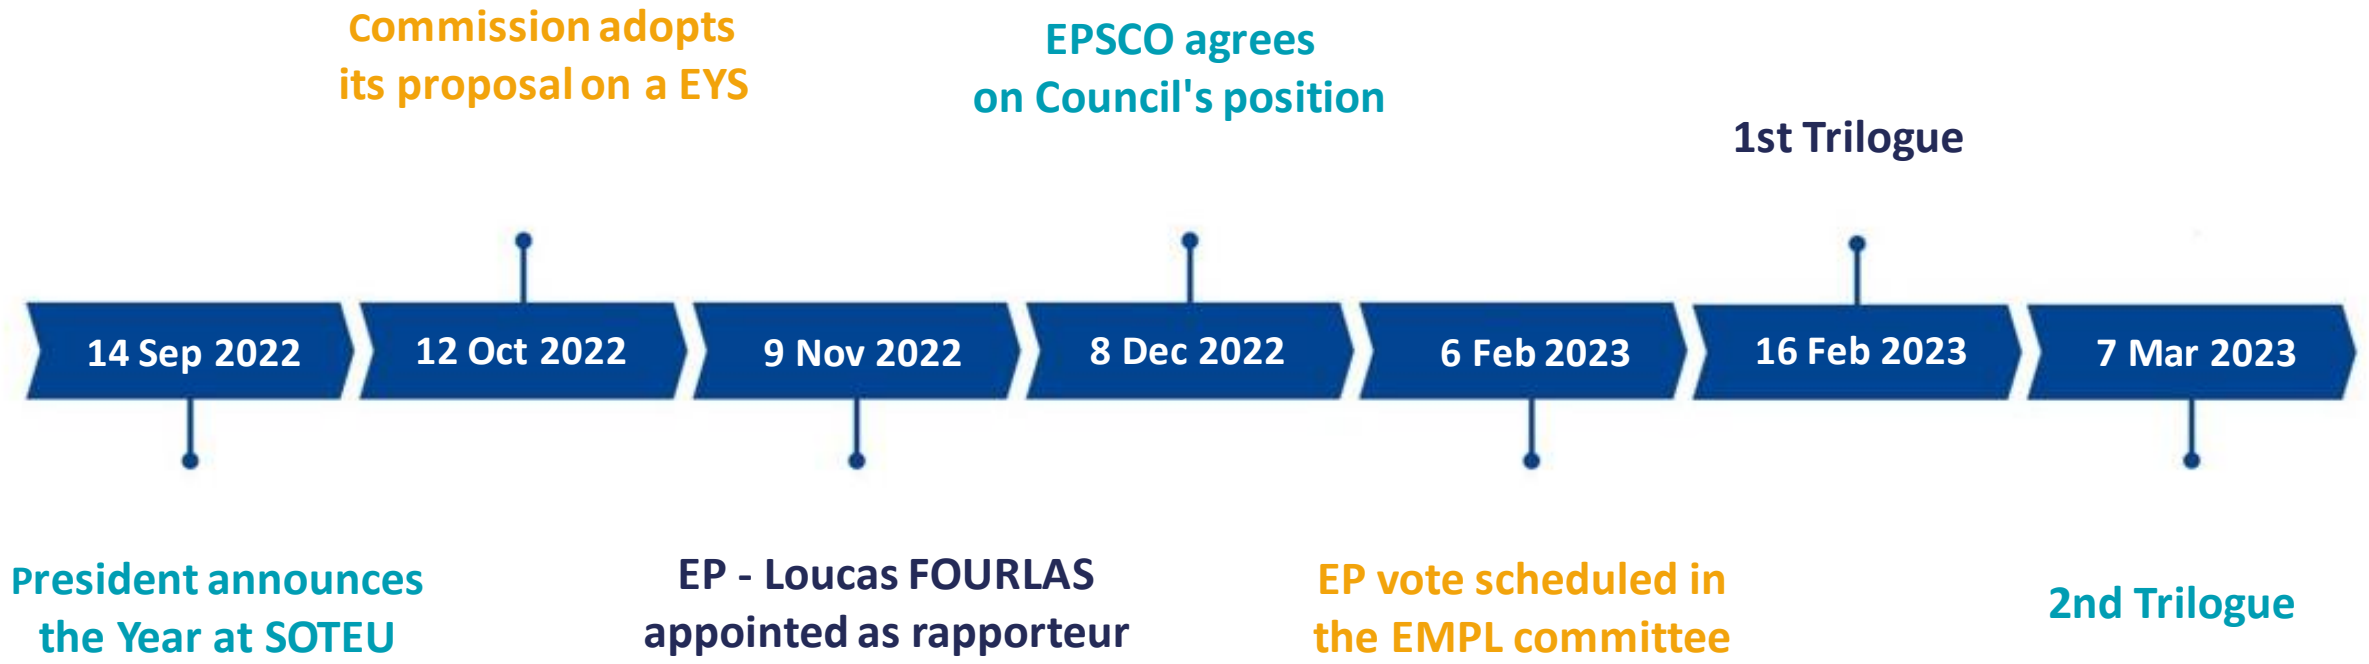 Commission adopts
its proposal on a EYS
EPSCO agrees
on Council's position
1st Trilogue
14 Sep 2022
12 Oct 2022
9 Nov 2022
8 Dec 2022
6 Feb 2023
16 Feb 2023
7 Mar 2023
President announces
the Year at SOTEU
EP - Loucas FOURLAS
appointed as rapporteur
EP vote scheduled in
the EMPL committee
2nd Trilogue